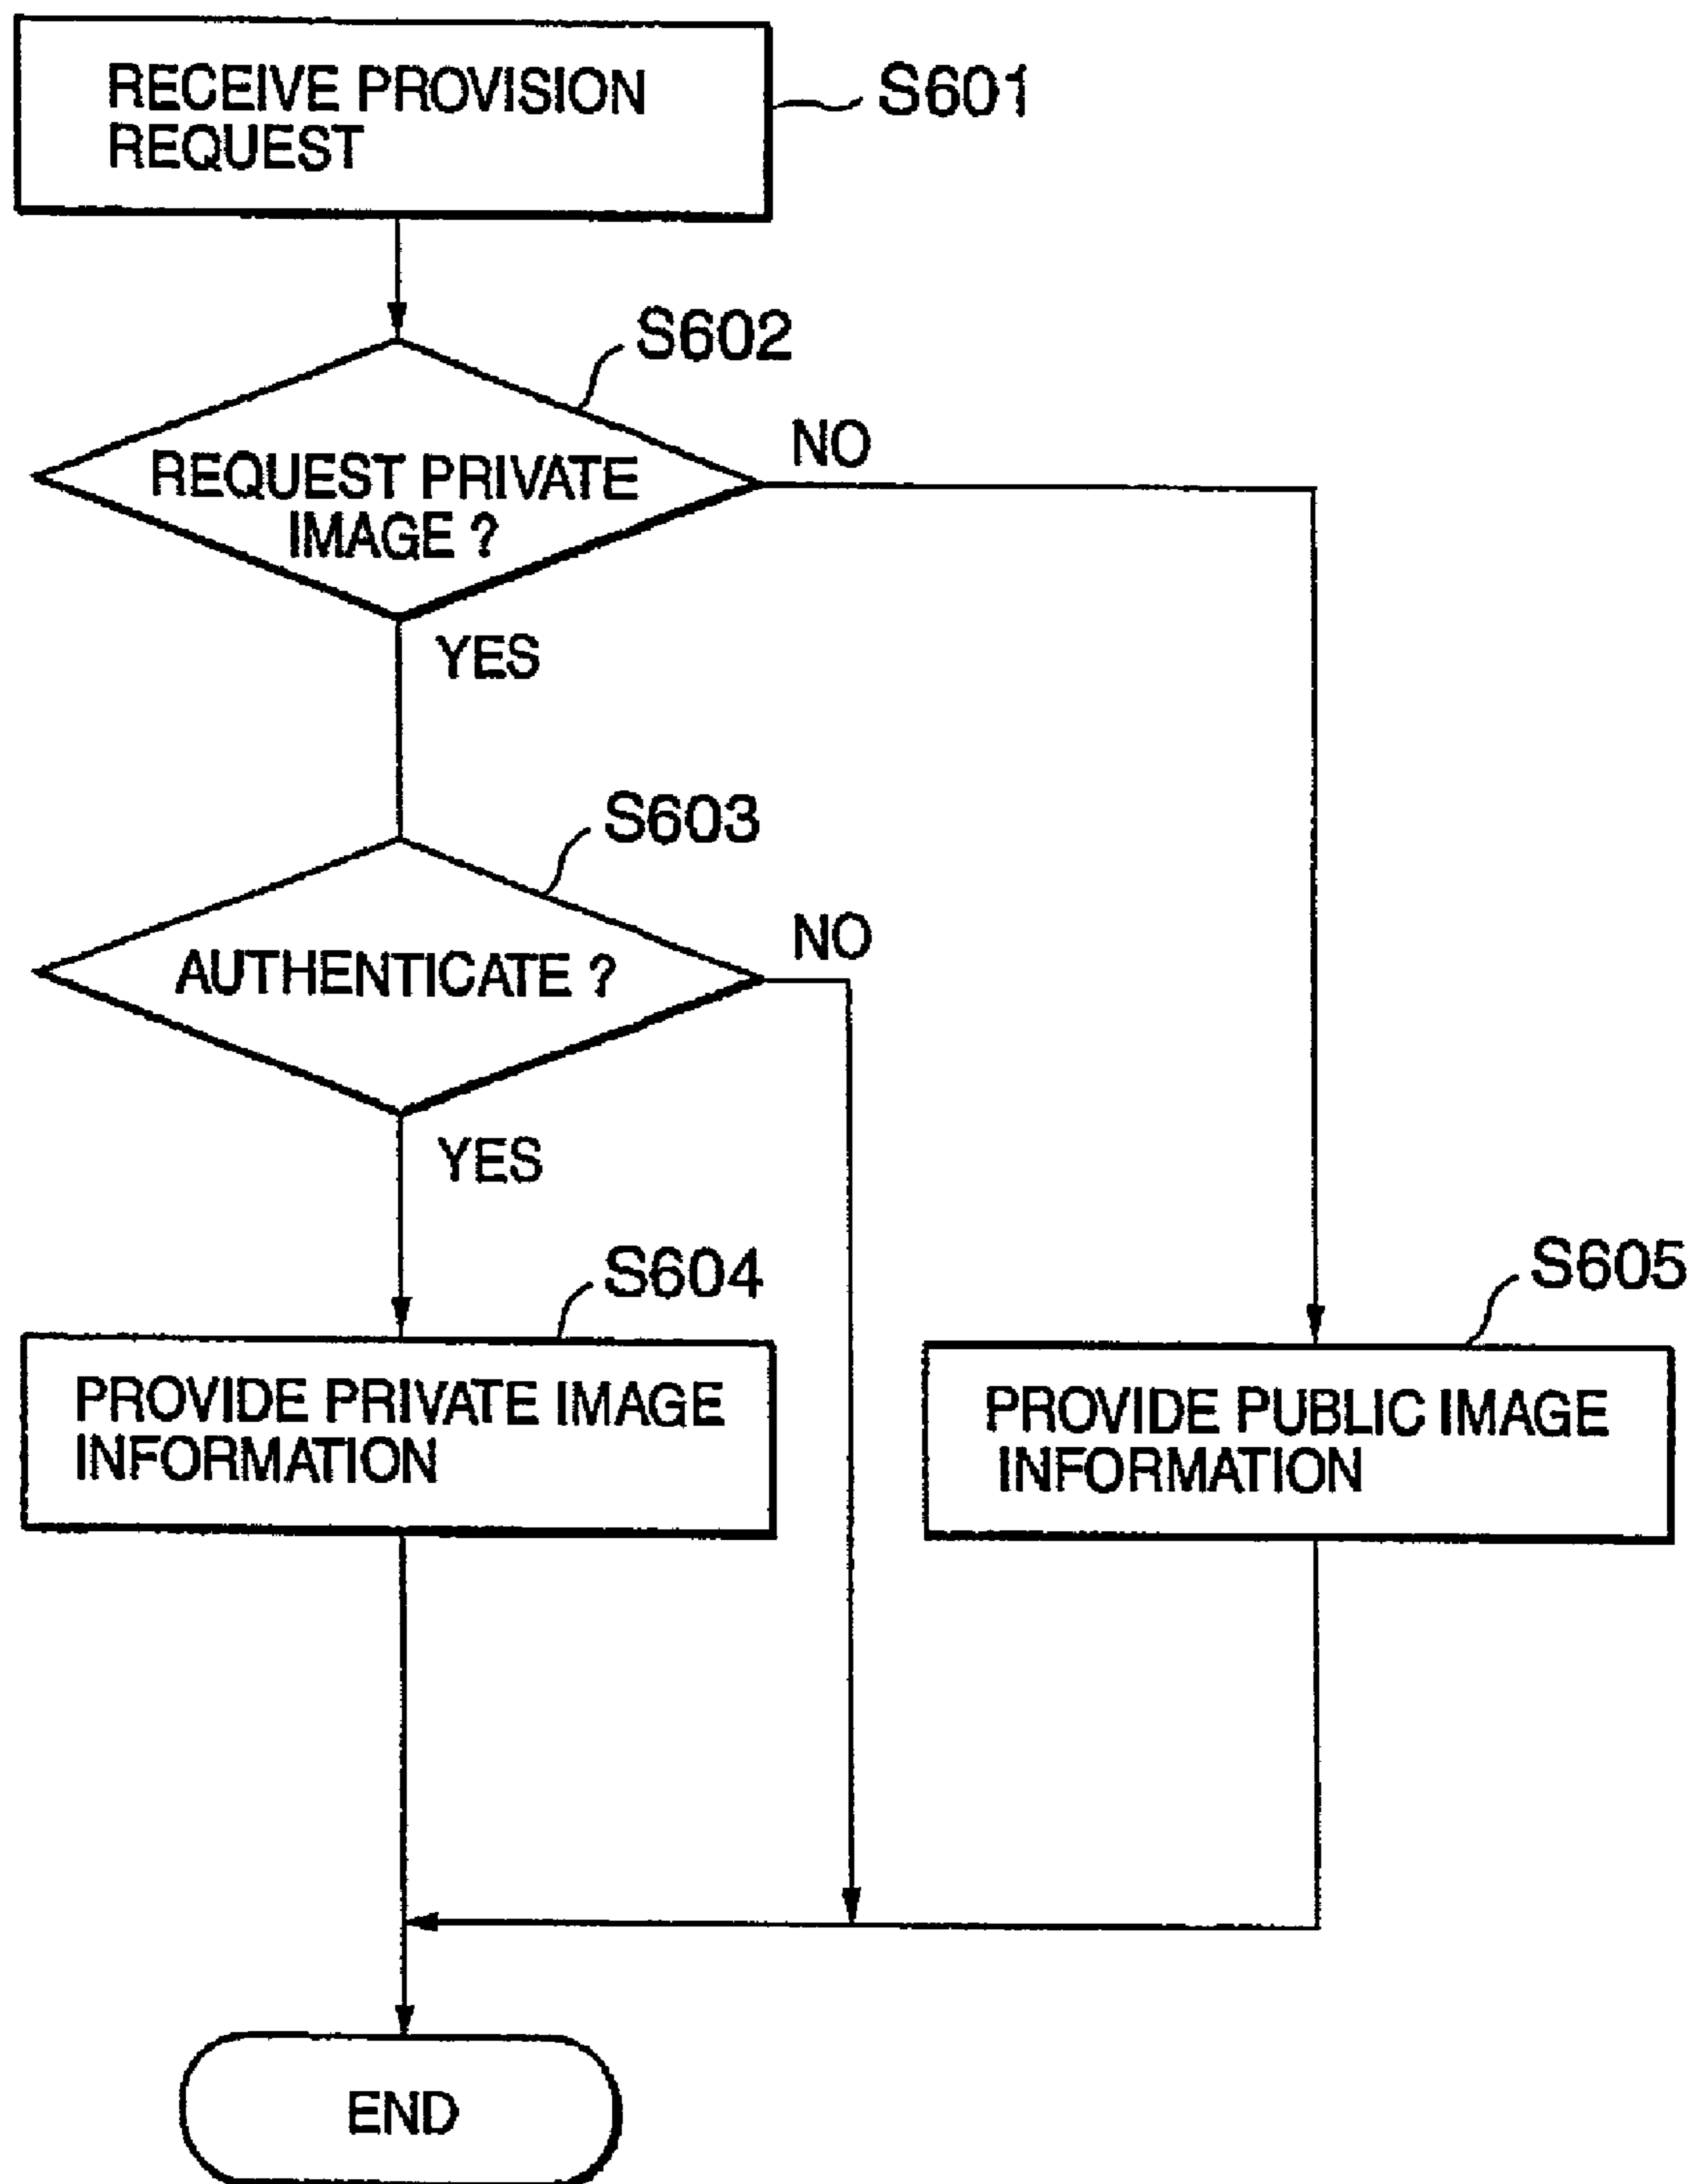 RECEIVE PROVISION
REQUEST
S601
S602
REQUEST PRIVATE
IMAGE ?
NO
YES
S603
AUTHENTICATE ?
NO
YES
S604
PROVIDE PRIVATE IMAGE
INFORMATION
S605
PROVIDE PUBLIC IMAGE
INFORMATION
END